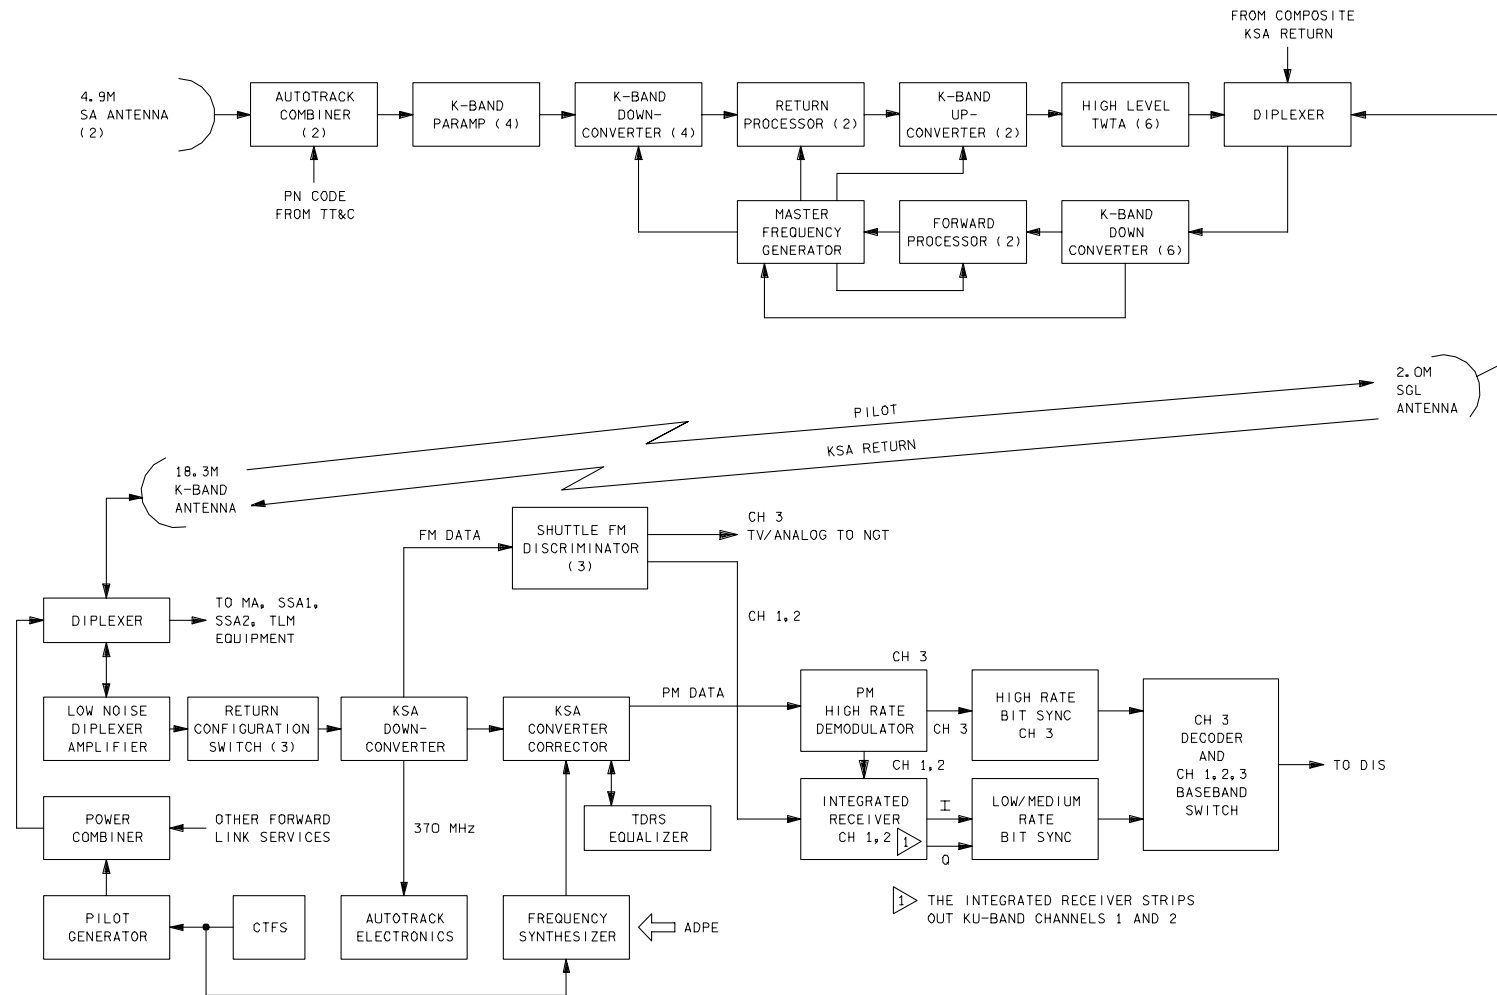 FROM COMPOSITE
KSA RETURN
4.9M
SA ANTENNA
(2)
AUTOTRACK
COMBINER
(2)
K-BAND
PARAMP (4)
K-BAND
DOWN-
CONVERTER (4)
RETURN
PROCESSOR (2)
K-BAND
UP-
CONVERTER (2)
HIGH LEVEL
TWTA (6)
DIPLEXER
PN CODE
FROM TT&C
MASTER
FREQUENCY
GENERATOR
FORWARD
PROCESSOR (2)
K-BAND
DOWN
CONVERTER (6)
2.0M
SGL
ANTENNA
PILOT
KSA RETURN
18.3M
K-BAND
ANTENNA
FM DATA
SHUTTLE FM
DISCRIMINATOR
(3)
CH 3
TV/ANALOG TO NGT
DIPLEXER
TO MA, SSA1,
SSA2, TLM
EQUIPMENT
CH 1,2
LOW NOISE
DIPLEXER
AMPLIFIER
RETURN
CONFIGURATION
SWITCH (3)
KSA
DOWN-
CONVERTER
KSA
CONVERTER
CORRECTOR
PM DATA
CH 3
PM
HIGH RATE
DEMODULATOR
CH 3
HIGH RATE
BIT SYNC
CH 3
CH 3
DECODER
AND
CH 1,2,3
BASEBAND
SWITCH
TO DIS
CH 1,2
POWER
COMBINER
OTHER FORWARD
LINK SERVICES
370 MHz
TDRS
EQUALIZER
INTEGRATED
RECEIVER
CH 1,2
1
I
Q
LOW/MEDIUM
RATE
BIT SYNC
PILOT
GENERATOR
CTFS
AUTOTRACK
ELECTRONICS
FREQUENCY
SYNTHESIZER
ADPE
1 THE INTEGRATED RECEIVER STRIPS
OUT KU-BAND CHANNELS 1 AND 2